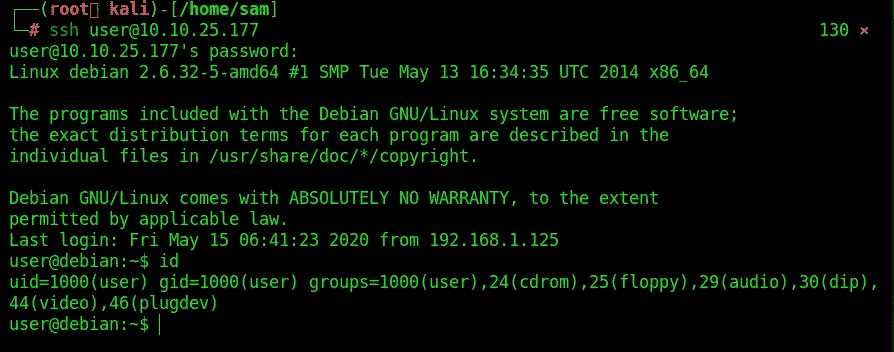 ┌──(root💀 kali)-[/home/sam]
└─# ssh user@10.10.25.177 130 ⨯
user@10.10.25.177's password:
Linux debian 2.6.32-5-amd64 #1 SMP Tue May 13 16:34:35 UTC 2014 x86_64
The programs included with the Debian GNU/Linux system are free software;
the exact distribution terms for each program are described in the
individual files in /usr/share/doc/*/copyright.
Debian GNU/Linux comes with ABSOLUTELY NO WARRANTY, to the extent
permitted by applicable law.
Last login: Fri May 15 06:41:23 2020 from 192.168.1.125
user@debian:~$ id
uid=1000(user) gid=1000(user) groups=1000(user),24(cdrom),25(floppy),29(audio),30(dip),
44(video),46(plugdev)
user@debian:~$